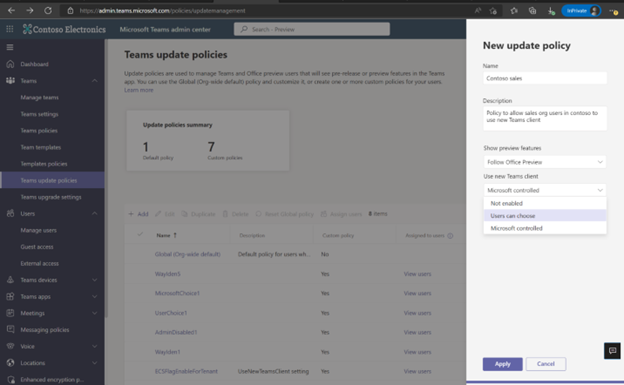 https://admin.teams.microsoft.com/policies/updatemanagement
InPrivate
Contoso Electronics
Microsoft Teams admin center
Search - Preview
Dashboard
Teams
Manage teams
Teams settings
Teams policies
Team templates
Templates policies
Teams update policies
Teams upgrade settings
Users
Manage users
Guest access
External access
Teams devices
Teams apps
Meetings
Messaging policies
Voice
Locations
Enhanced encryption p...
Teams update policies
Update policies are used to manage Teams and Office preview users that will see pre-release or preview features in the Teams
app. You can use the Global (Org-wide default) policy and customize it, or create one or more custom policies for your users.
Learn more
Update policies summary
1
Default policy
7
Custom policies
+ Add
Edit
Duplicate
Delete
Reset Global policy
Assign users
8 items
Name ↑
Description
Custom policy
Assigned to users
Global (Org-wide default)
Default policy for users wh...
No
Yes
View users
MicrosoftChoice1
Yes
View users
UserChoice1
Yes
View users
AdminDisabled1
Yes
View users
Yes
View users
ECSFlagEnableForTenant
UseNewTeamsClient setting
Yes
View users
New update policy
Name
Contoso sales
Description
Policy to allow sales org users in contoso to
use new Teams client
Show preview features
Follow Office Preview
Use new Teams client
Microsoft controlled
Not enabled
Users can choose
Microsoft controlled
Apply
Cancel